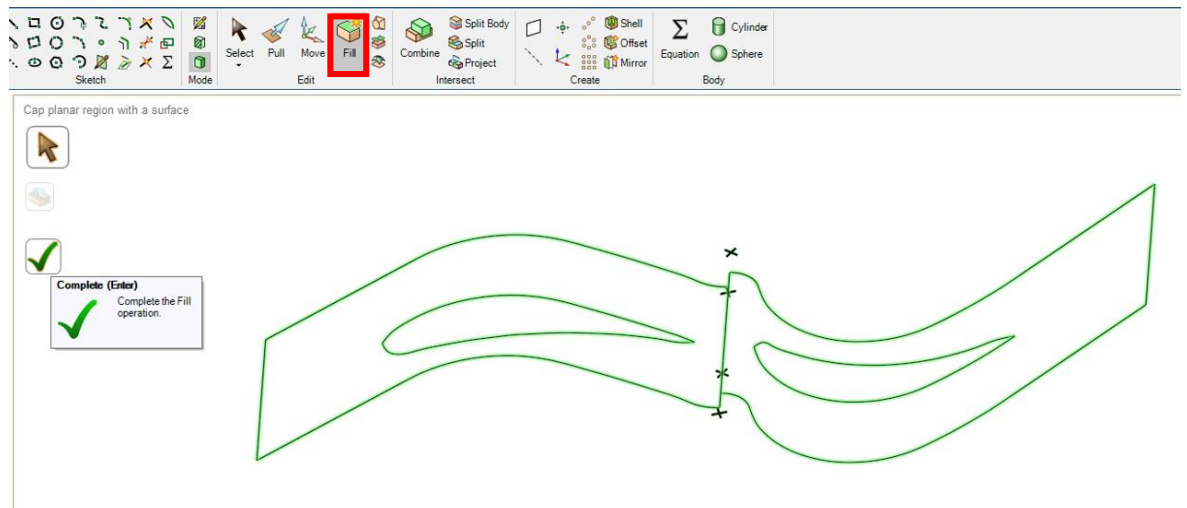 Split Body
Shell
Cylinder
Split
Offset
Select
Pull
Move
Fill
Combine
Project
Mirror
Equation
Sphere
Sketch
Mode
Edit
Intersect
Create
Body
Cap planar region with a surface
Complete (Enter)
Complete the Fill
operation.